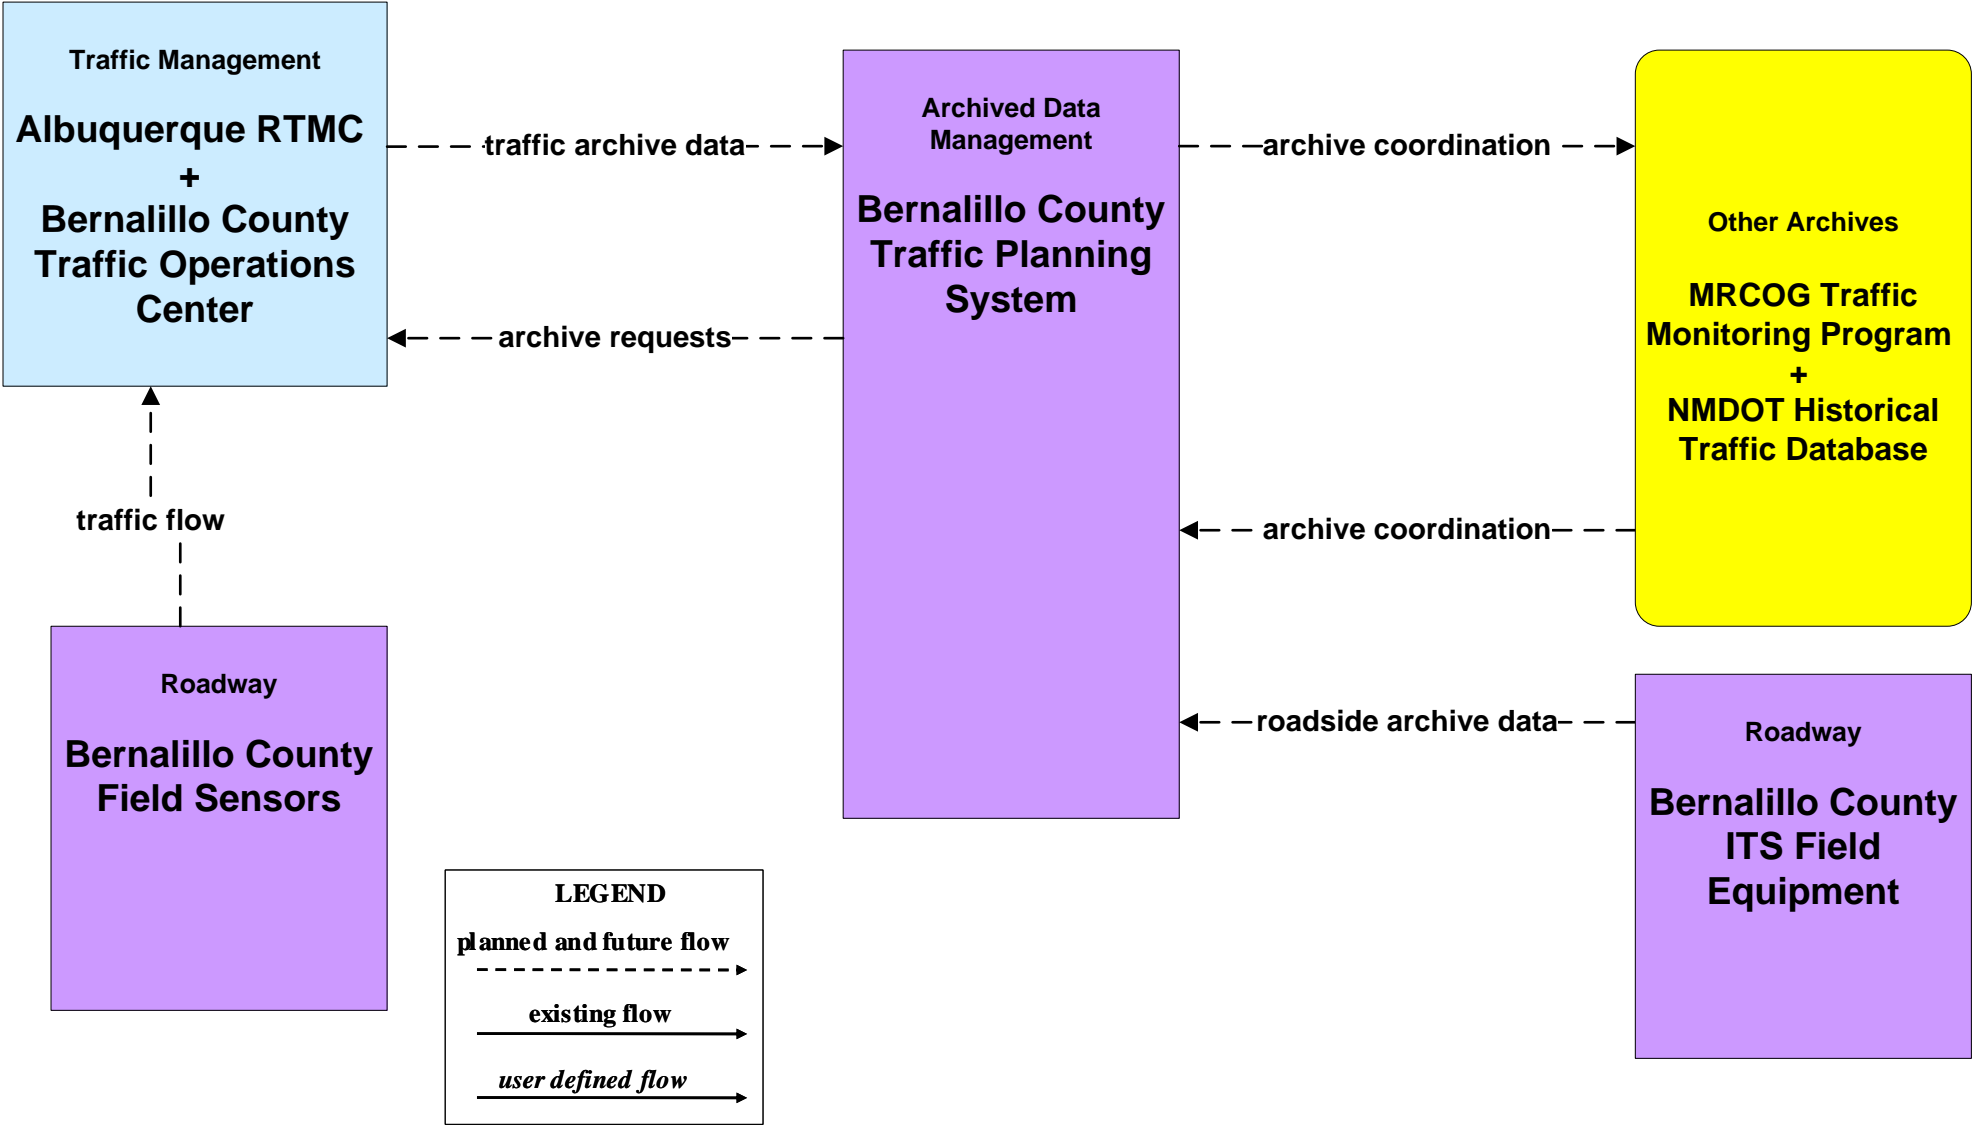 Traffic Management
Albuquerque RTMC
+
Bernalillo County
Traffic Operations
Center
traffic archive data
archive requests
traffic flow
Roadway
Bernalillo County
Field Sensors
Archived Data
Management
Bernalillo County
Traffic Planning
System
archive coordination
archive coordination
roadside archive data
Other Archives
MRCOG Traffic
Monitoring Program
+
NMDOT Historical
Traffic Database
Roadway
Bernalillo County
ITS Field
Equipment
LEGEND
planned and future flow
existing flow
user defined flow